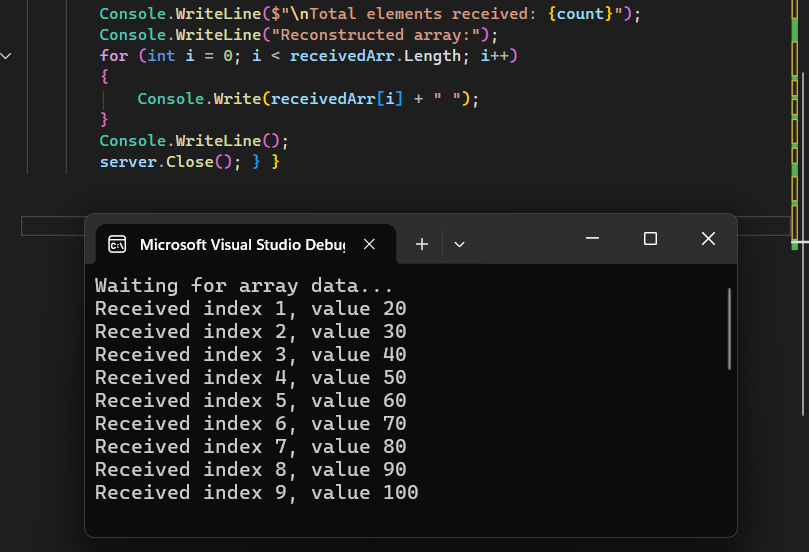 Console.WriteLine($"\nTotal elements received: {count}");
Console.WriteLine("Reconstructed array:");
for (int i = 0; i < receivedArr.Length; i++)
{
Console.Write(receivedArr[i] + " ");
}
Console.WriteLine();
server.Close(); } }
Microsoft Visual Studio Debug
Waiting for array data...
Received index 1, value 20
Received index 2, value 30
Received index 3, value 40
Received index 4, value 50
Received index 5, value 60
Received index 6, value 70
Received index 7, value 80
Received index 8, value 90
Received index 9, value 100